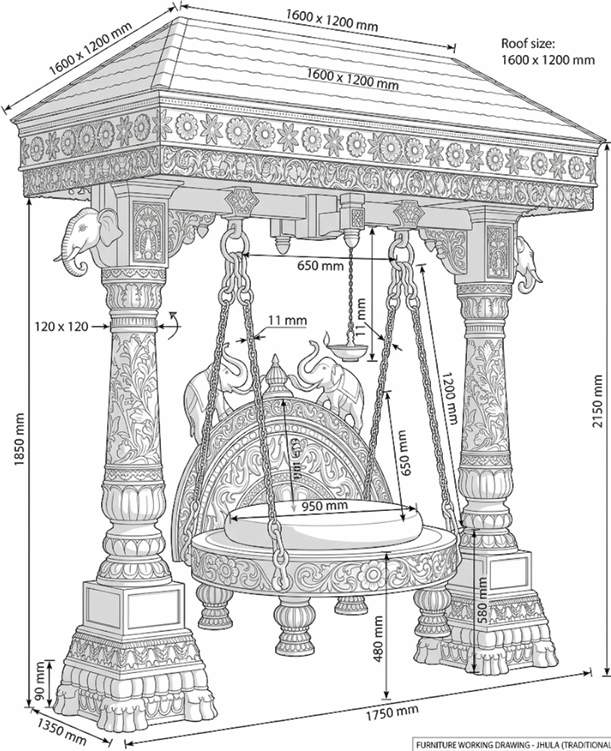 1600 x 1200 mm
1600 x 1200 mm
1600 x 1200 mm
Roof size:
1600 x 1200 mm
650 mm
11 mm
11 mm
120 x 120
1200 mm
1850 mm
2150 mm
650 mm
950 mm
580 mm
480 mm
90 mm
1350 mm
1750 mm
FURNITURE WORKING DRAWING - JHULA (TRADITIONAL